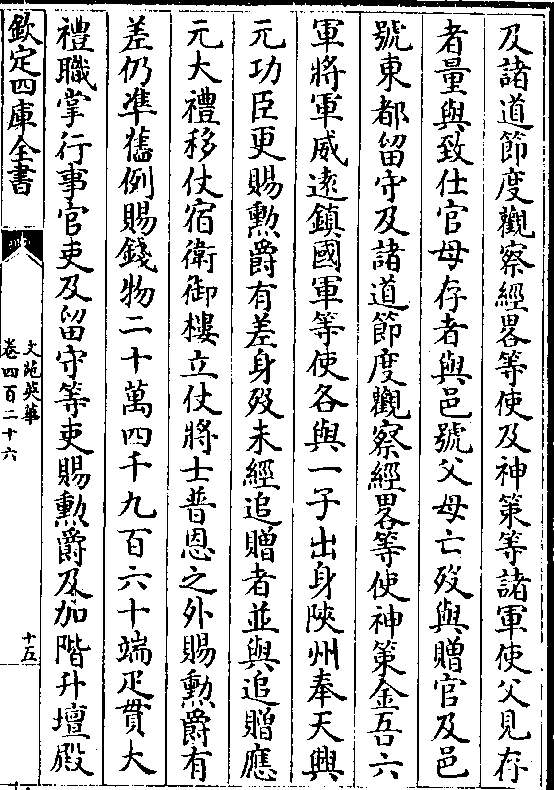 及諸道節度觀察經畧等使及神策等諸軍使父見存
者量與致仕官母存者與邑號父母亡歿與贈官及邑
號東都留守及諸道節度觀察經畧等使神策金吾六
軍將軍威遠鎮國軍等使各與一子出身陝州奉天興
元功臣更賜勲爵有差身歿未經追贈者並與追贈應
元大禮移仗宿衛御樓立仗將士普恩之外賜勲爵有
差仍凖舊例賜錢物二十萬四千九百六十端疋貫大
禮職掌行事官吏及留守等吏賜勲爵及加階升壇殿
欽定四庫全書
文苑英華
卷四百二十六
十五